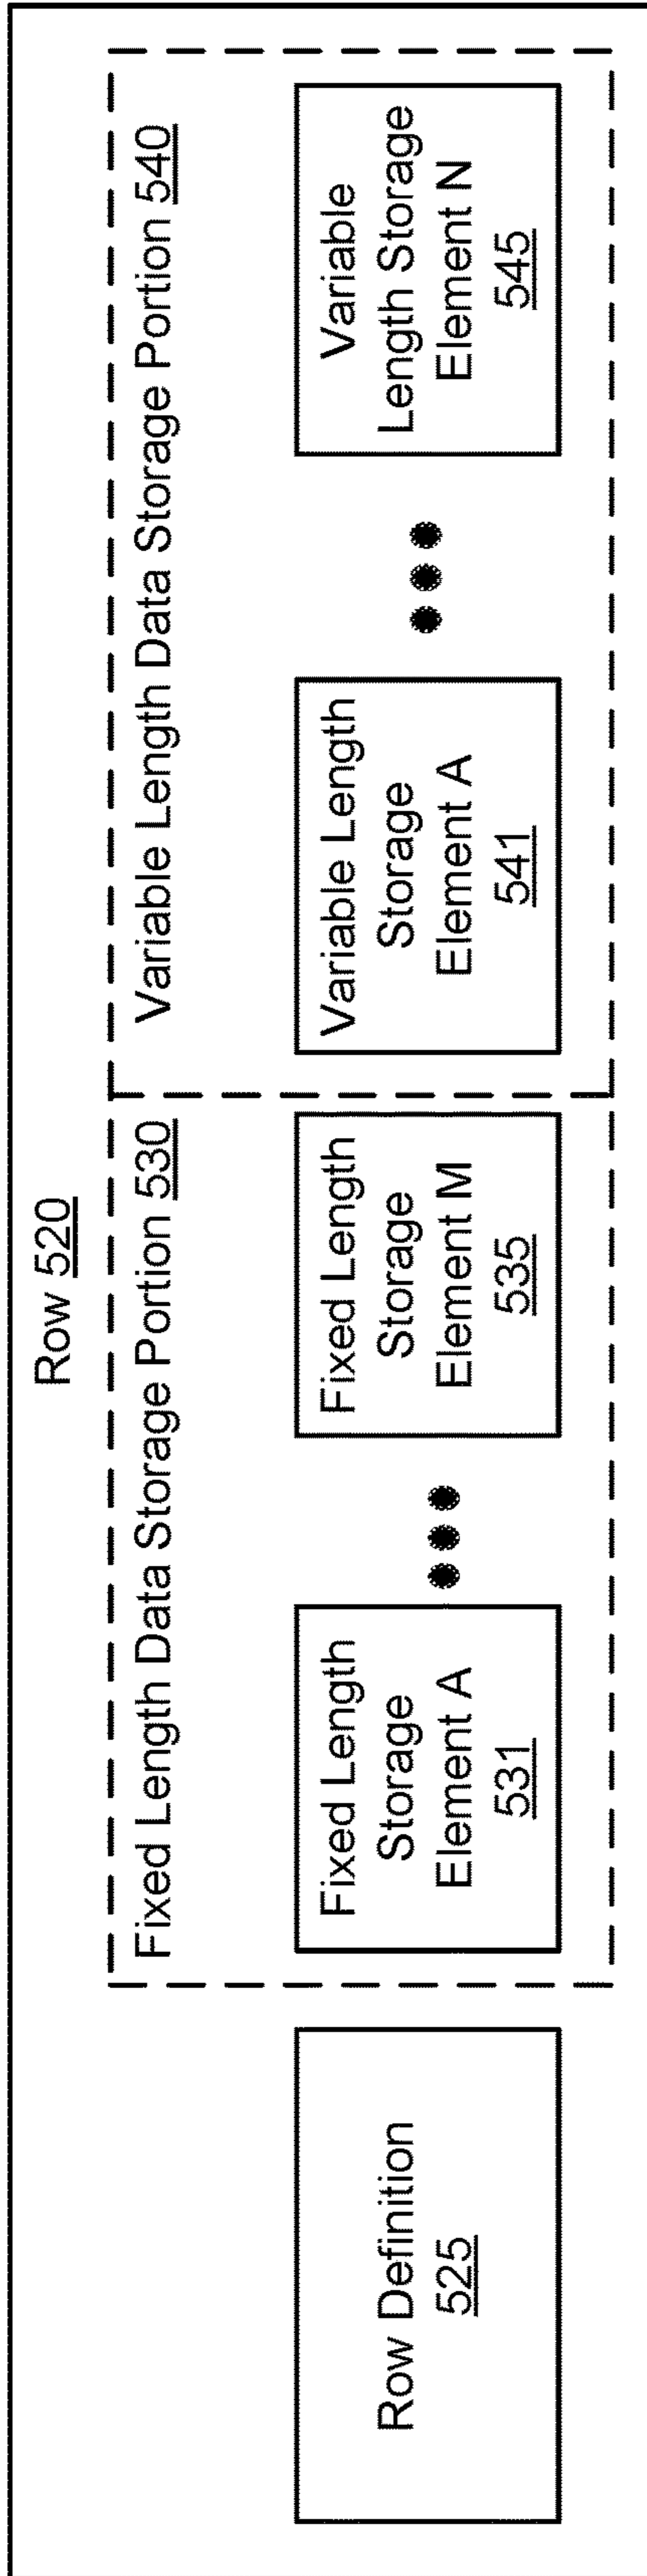 Row 520
Row Definition
525
Fixed Length Data Storage Portion 530
Fixed Length
Storage
Element A
531
Fixed Length
Storage
Element M
535
Variable Length Data Storage Portion 540
Variable Length
Storage
Element A
541
Variable
Length Storage
Element N
545